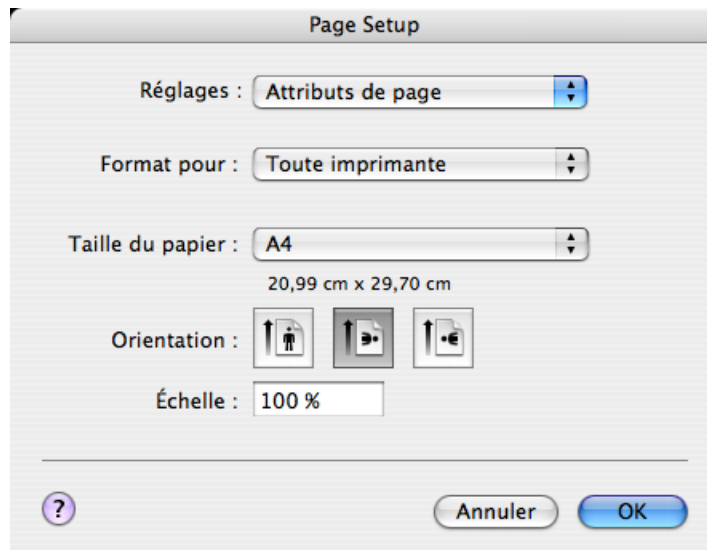 Page Setup
Réglages : Attributs de page
Format pour : Toute imprimante
Taille du papier : A4
20,99 cm x 29,70 cm
Orientation :
Échelle : 100 %
? Annuler OK